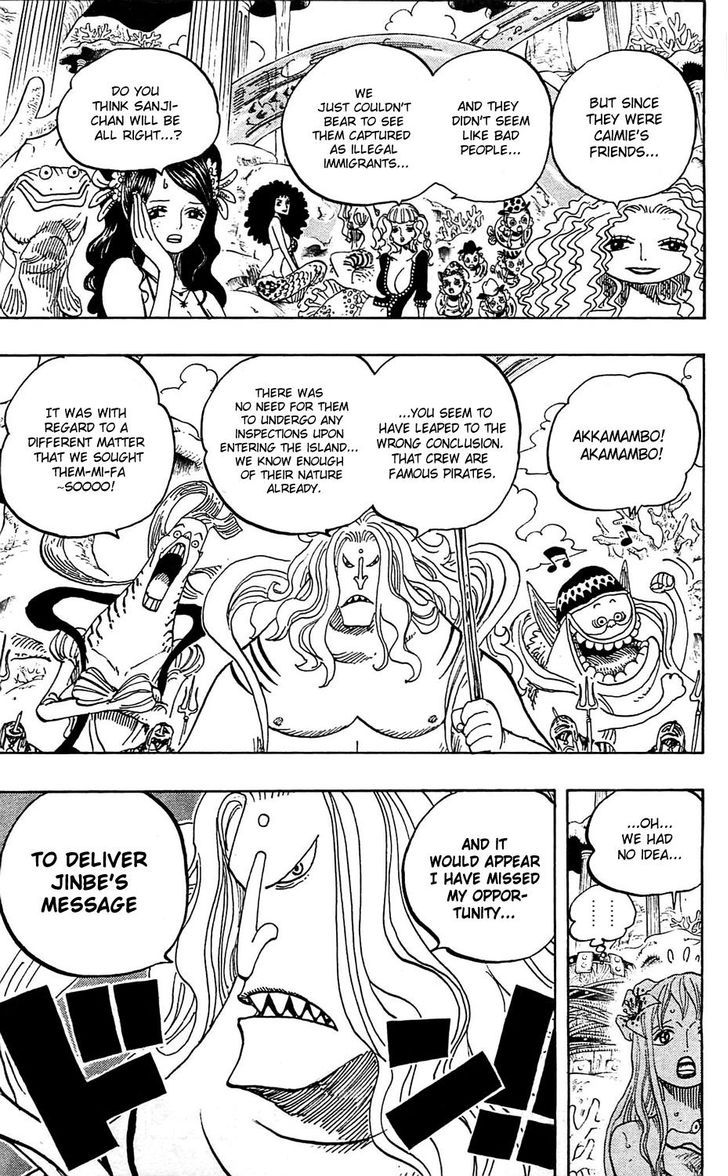 BUT SINCE
THEY WERE
CAIMIE'S
FRIENDS...
AND THEY
DIDN'T SEEM
LIKE BAD
PEOPLE...
WE
JUST COULDN'T
BEAR TO SEE
THEM CAPTURED
AS ILLEGAL
IMMIGRANTS...
DO YOU
THINK SANJI-
CHAN WILL BE
ALL RIGHT...?
AKKAMAMBO!
AKAMAMBO!
...YOU SEEM TO
HAVE LEAPED TO THE
WRONG CONCLUSION.
THAT CREW ARE
FAMOUS PIRATES.
THERE WAS
NO NEED FOR THEM
TO UNDERGO ANY
INSPECTIONS UPON
ENTERING THE ISLAND...
WE KNOW ENOUGH
OF THEIR NATURE
ALREADY.
IT WAS WITH
REGARD TO A
DIFFERENT MATTER
THAT WE SOUGHT
THEM-MI-FA
~SOOOO!
...OH...
WE HAD
NO IDEA...
......
AND IT
WOULD APPEAR
I HAVE MISSED
MY OPPOR-
TUNITY...
TO DELIVER
JINBE'S
MESSAGE
!!